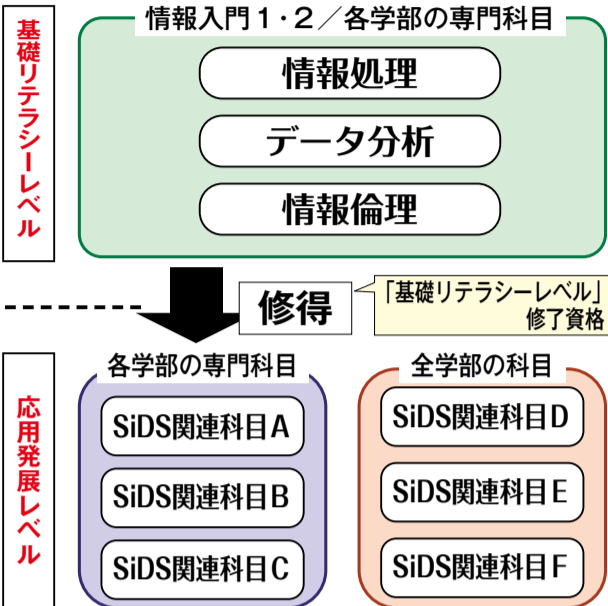 基礎リテラシーレベル
情報入門1・2／各学部の専門科目
情報処理
データ分析
情報倫理
修得
「基礎リテラシーレベル」
修了資格
応用発展レベル
各学部の専門科目
SiDS関連科目A
SiDS関連科目B
SiDS関連科目C
全学部の科目
SiDS関連科目D
SiDS関連科目E
SiDS関連科目F